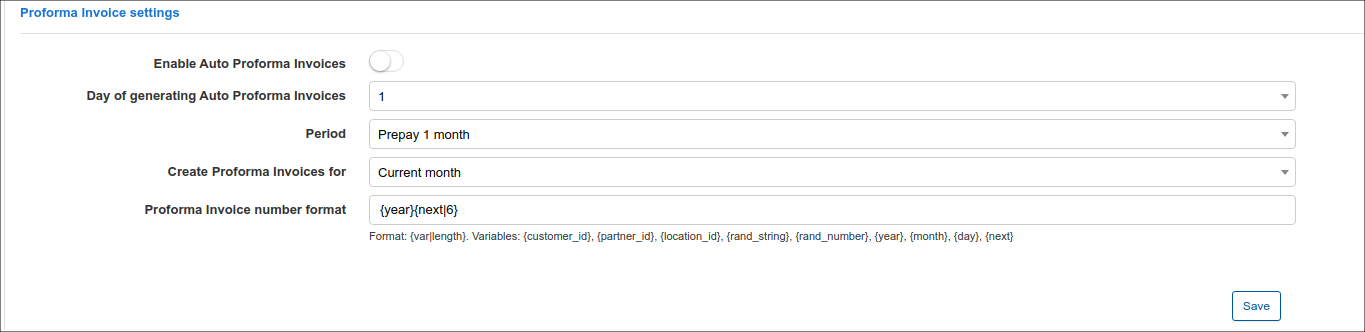 Proforma Invoice settings
Enable Auto Proforma Invoices
Day of generating Auto Proforma Invoices 1
Period Prepay 1 month
Create Proforma Invoices for Current month
Proforma Invoice number format {year}{next|6}
Format: {var|length}. Variables: {customer_id}, {partner_id}, {location_id}, {rand_string}, {rand_number}, {year}, {month}, {day}, {next}
Save